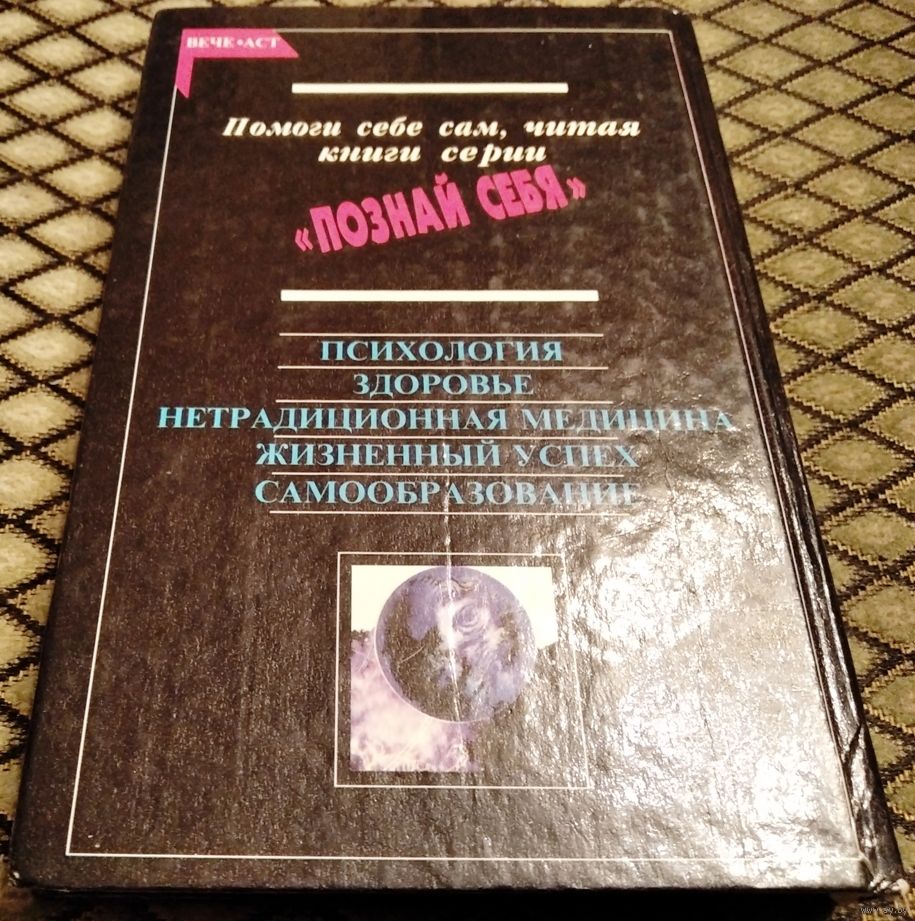 ВЕЧЕ•АСТ
Помоги себе сам, читая
книги серии
«ПОЗНАЙ СЕБЯ»
ПСИХОЛОГИЯ
ЗДОРОВЬЕ
НЕТРАДИЦИОННАЯ МЕДИЦИНА
ЖИЗНЕННЫЙ УСПЕХ
САМООБРАЗОВАНИЕ